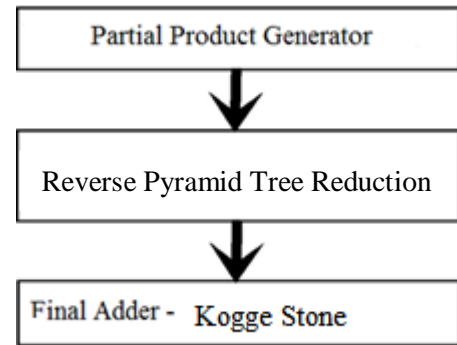 Partial Product Generator
Reverse Pyramid Tree Reduction
Final Adder - Kogge Stone